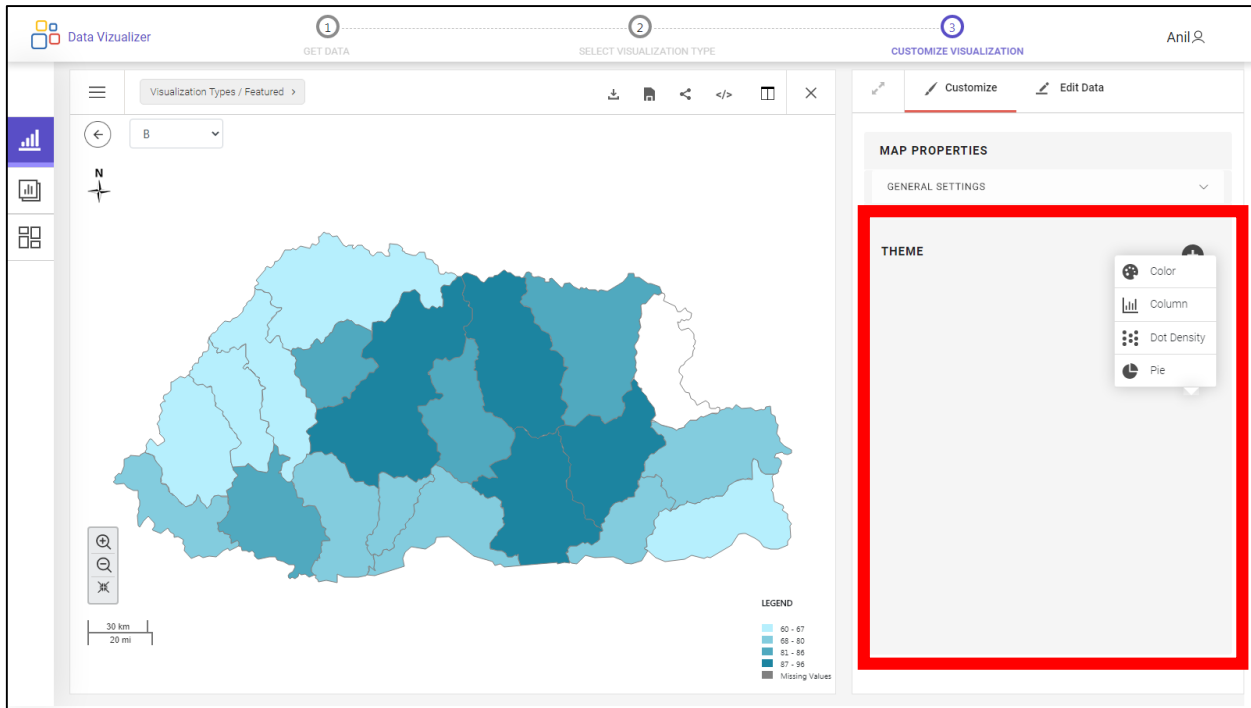 Data Vizualizer
1
GET DATA
2
SELECT VISUALIZATION TYPE
3
CUSTOMIZE VISUALIZATION
Anil
Visualization Types / Featured >
</>
B
N
30 km
20 mi
LEGEND
60 - 67
68 - 80
81 - 86
87 - 96
Missing Values
Customize
Edit Data
MAP PROPERTIES
GENERAL SETTINGS
THEME
Color
Column
Dot Density
Pie